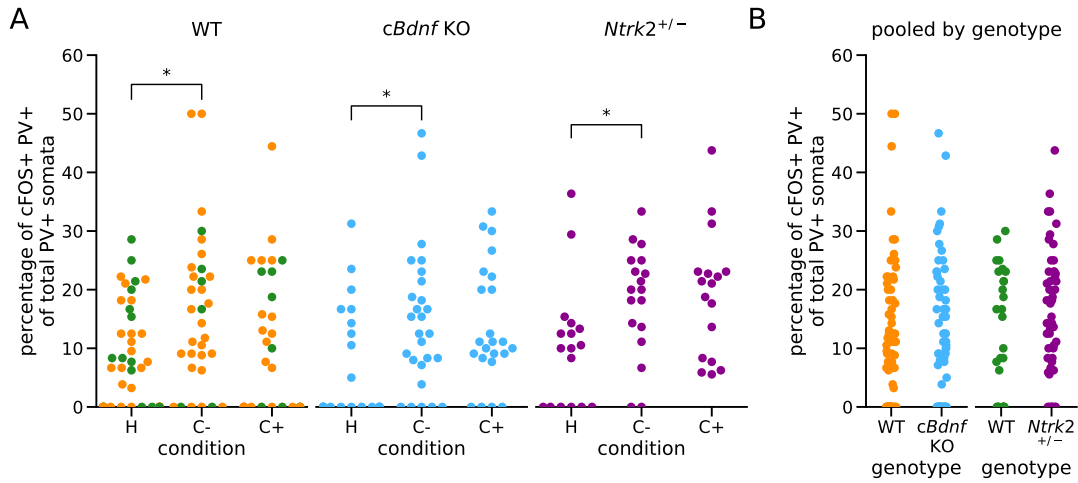 A
B
WT
cBdnf KO
Ntrk2+/−
pooled by genotype
percentage of cFOS+ PV+
of total PV+ somata
60
50
40
30
20
10
0
*
*
*
H
C-
C+
condition
H
C-
C+
condition
H
C-
C+
condition
percentage of cFOS+ PV+
of total PV+ somata
60
50
40
30
20
10
0
WT
cBdnf
KO
genotype
WT
Ntrk2
+/−
genotype